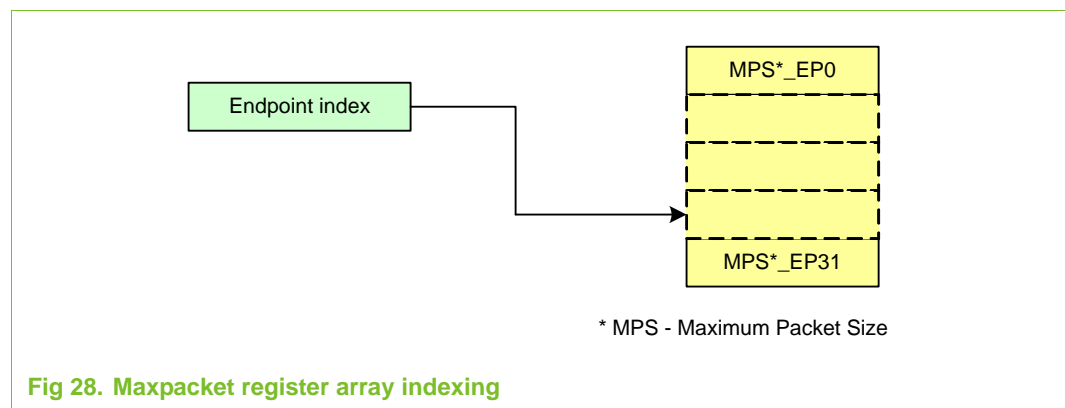 MPS*_EP0
Endpoint index
MPS*_EP31
* MPS - Maximum Packet Size
Fig 28. Maxpacket register array indexing